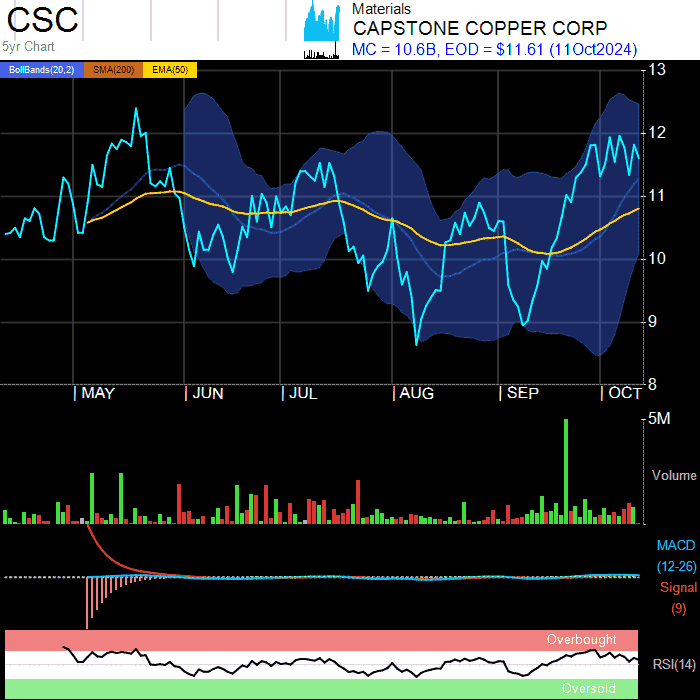 CSC
5yr Chart
Materials
CAPSTONE COPPER CORP
MC = 10.6B, EOD = $11.61 (11Oct2024)
BollBands(20,2) SMA(200) EMA(50)
13
12
11
10
9
8
MAY JUN JUL AUG SEP OCT
5M
Volume
MACD
(12-26)
Signal
(9)
Overbought
RSI(14)
Oversold